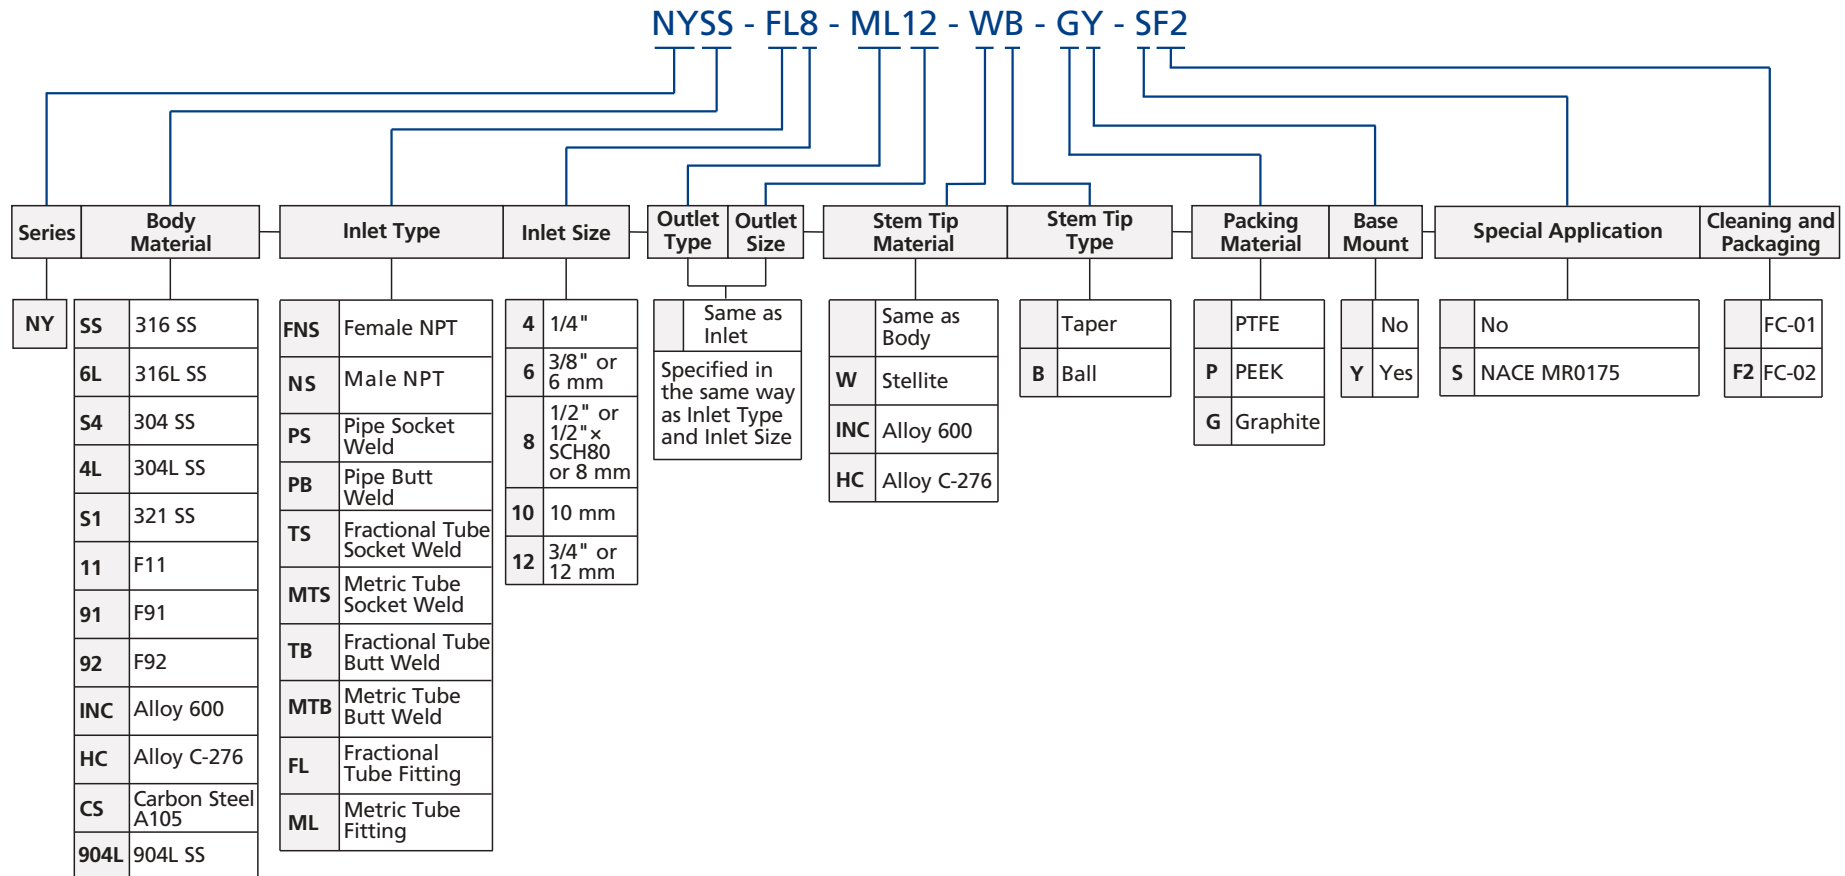 NYSS - FL8 - ML12 - WB - GY - SF2
Series
Body
Material
Inlet Type
Inlet Size
Outlet
Type
Outlet
Size
Stem Tip
Material
Stem Tip
Type
Packing
Material
Base
Mount
Special Application
Cleaning and
Packaging
NY
SS 316 SS
6L 316L SS
S4 304 SS
4L 304L SS
S1 321 SS
11 F11
91 F91
92 F92
INC Alloy 600
HC Alloy C-276
CS Carbon Steel
A105
904L 904L SS
FNS Female NPT
NS Male NPT
PS Pipe Socket
Weld
PB Pipe Butt
Weld
TS Fractional Tube
Socket Weld
MTS Metric Tube
Socket Weld
TB Fractional Tube
Butt Weld
MTB Metric Tube
Butt Weld
FL Fractional
Tube Fitting
ML Metric Tube
Fitting
4 1/4"
6 3/8" or
6 mm
8 1/2" or
1/2"×
SCH80
or 8 mm
10 10 mm
12 3/4" or
12 mm
Same as
Inlet
Specified in
the same way
as Inlet Type
and Inlet Size
Same as
Body
W Stellite
INC Alloy 600
HC Alloy C-276
Taper
B Ball
PTFE
P PEEK
G Graphite
No
Y Yes
No
S NACE MR0175
FC-01
F2 FC-02